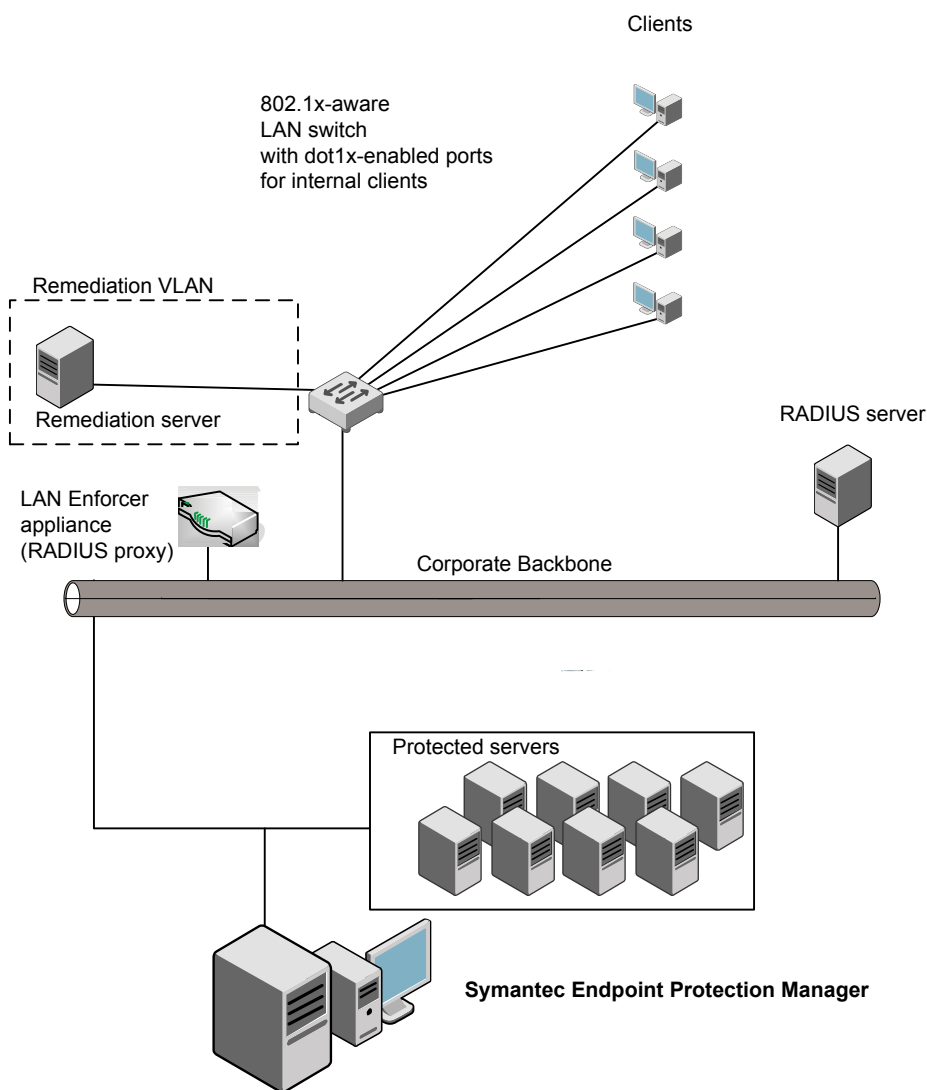 Clients
802.1x-aware
LAN switch
with dot1x-enabled ports
for internal clients
Remediation VLAN
Remediation server
RADIUS server
LAN Enforcer
appliance
(RADIUS proxy)
Corporate Backbone
Protected servers
Symantec Endpoint Protection Manager